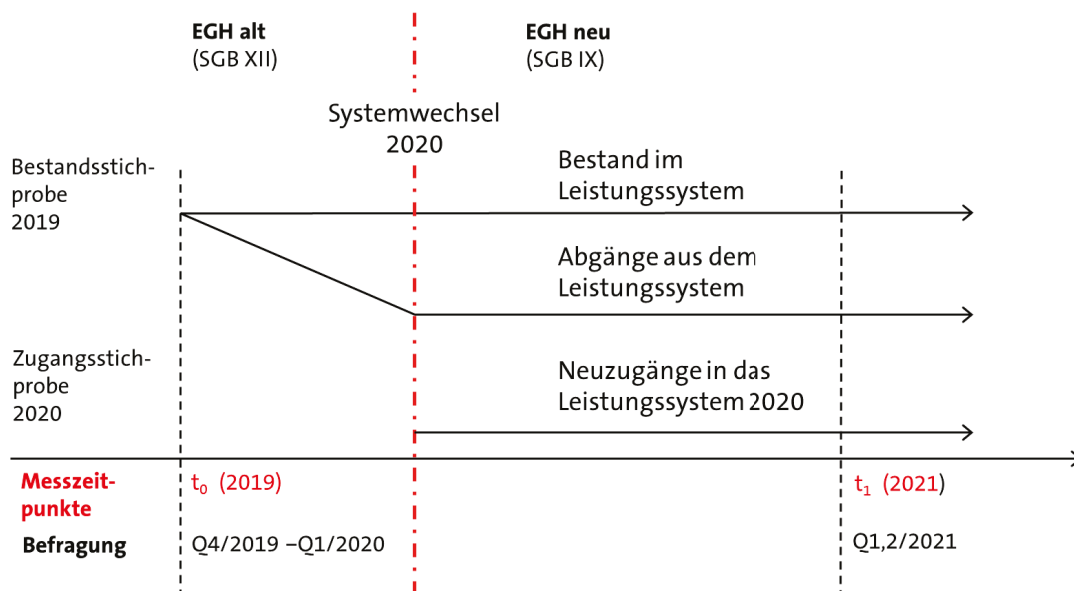 EGH alt
(SGB XII)
EGH neu
(SGB IX)
Systemwechsel
2020
Bestandsstich-
probe
2019
Bestand im
Leistungssystem
Abgänge aus dem
Leistungssystem
Zugangsstich-
probe
2020
Neuzugänge in das
Leistungssystem 2020
Messzeit-
punkte
t₀ (2019)
t₁ (2021)
Befragung
Q4/2019 –Q1/2020
Q1,2/2021